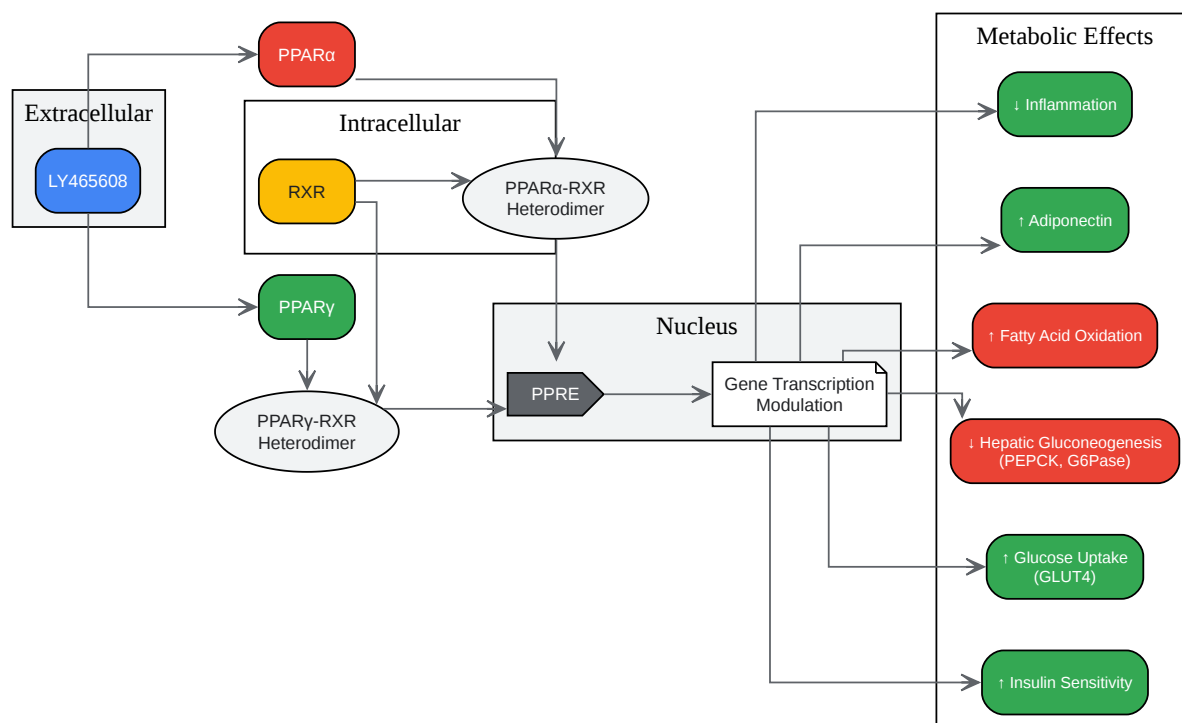 PPARα
Metabolic Effects
Extracellular
Intracellular
↓ Inflammation
LY465608
RXR
PPARα-RXR
Heterodimer
↑ Adiponectin
PPARγ
Nucleus
↑ Fatty Acid Oxidation
PPRE
Gene Transcription
Modulation
PPARγ-RXR
Heterodimer
↓ Hepatic Gluconeogenesis
(PEPCK, G6Pase)
↑ Glucose Uptake
(GLUT4)
↑ Insulin Sensitivity